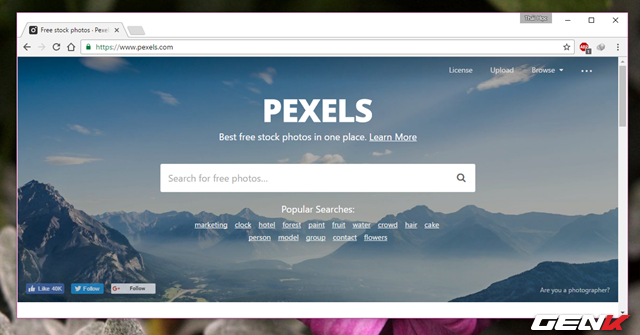 Free stock photos · Pexels
https://www.pexels.com
License Upload Browse
PEXELS
Best free stock photos in one place. Learn More
Search for free photos...
Popular Searches:
marketing clock hotel forest paint fruit water crowd hair cake
person model group contact flowers
Like 40K Follow Follow
Are you a photographer?
GENK